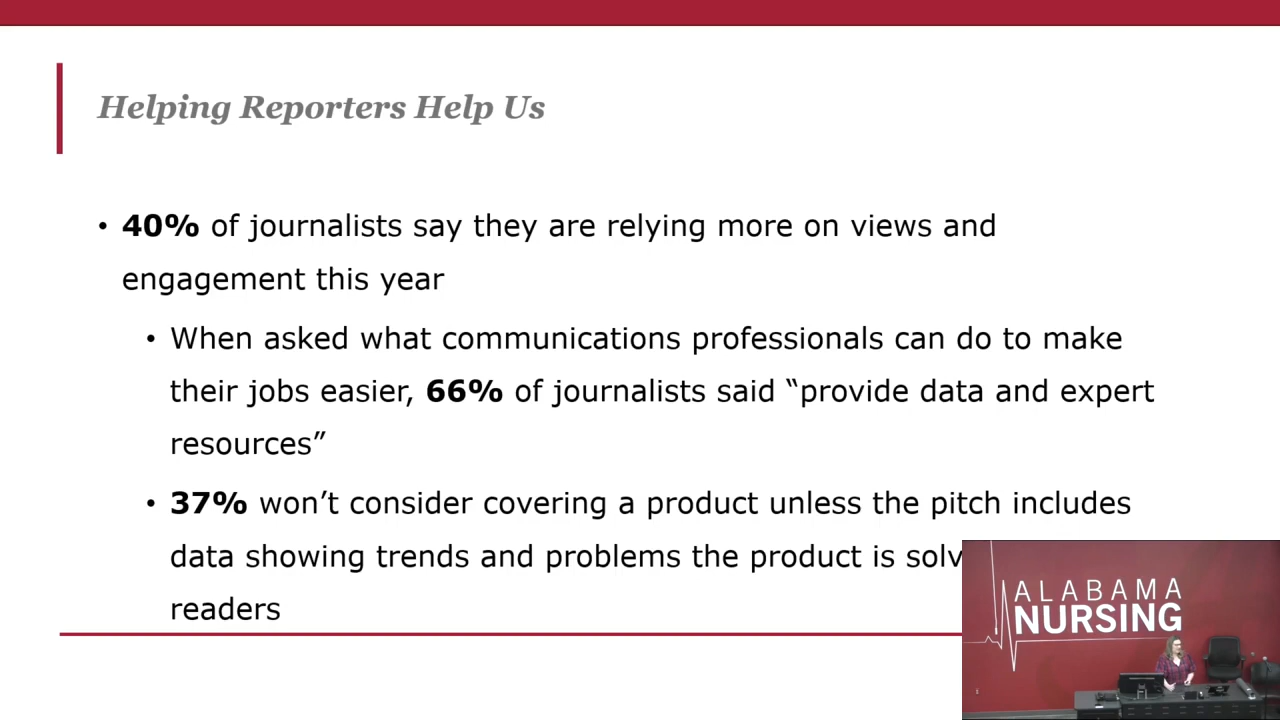 Helping Reporters Help Us
• 40% of journalists say they are relying more on views and
engagement this year
• When asked what communications professionals can do to make
their jobs easier, 66% of journalists said “provide data and expert
resources”
• 37% won’t consider covering a product unless the pitch includes
data showing trends and problems the product is
readers
ALABAMA
NURSING